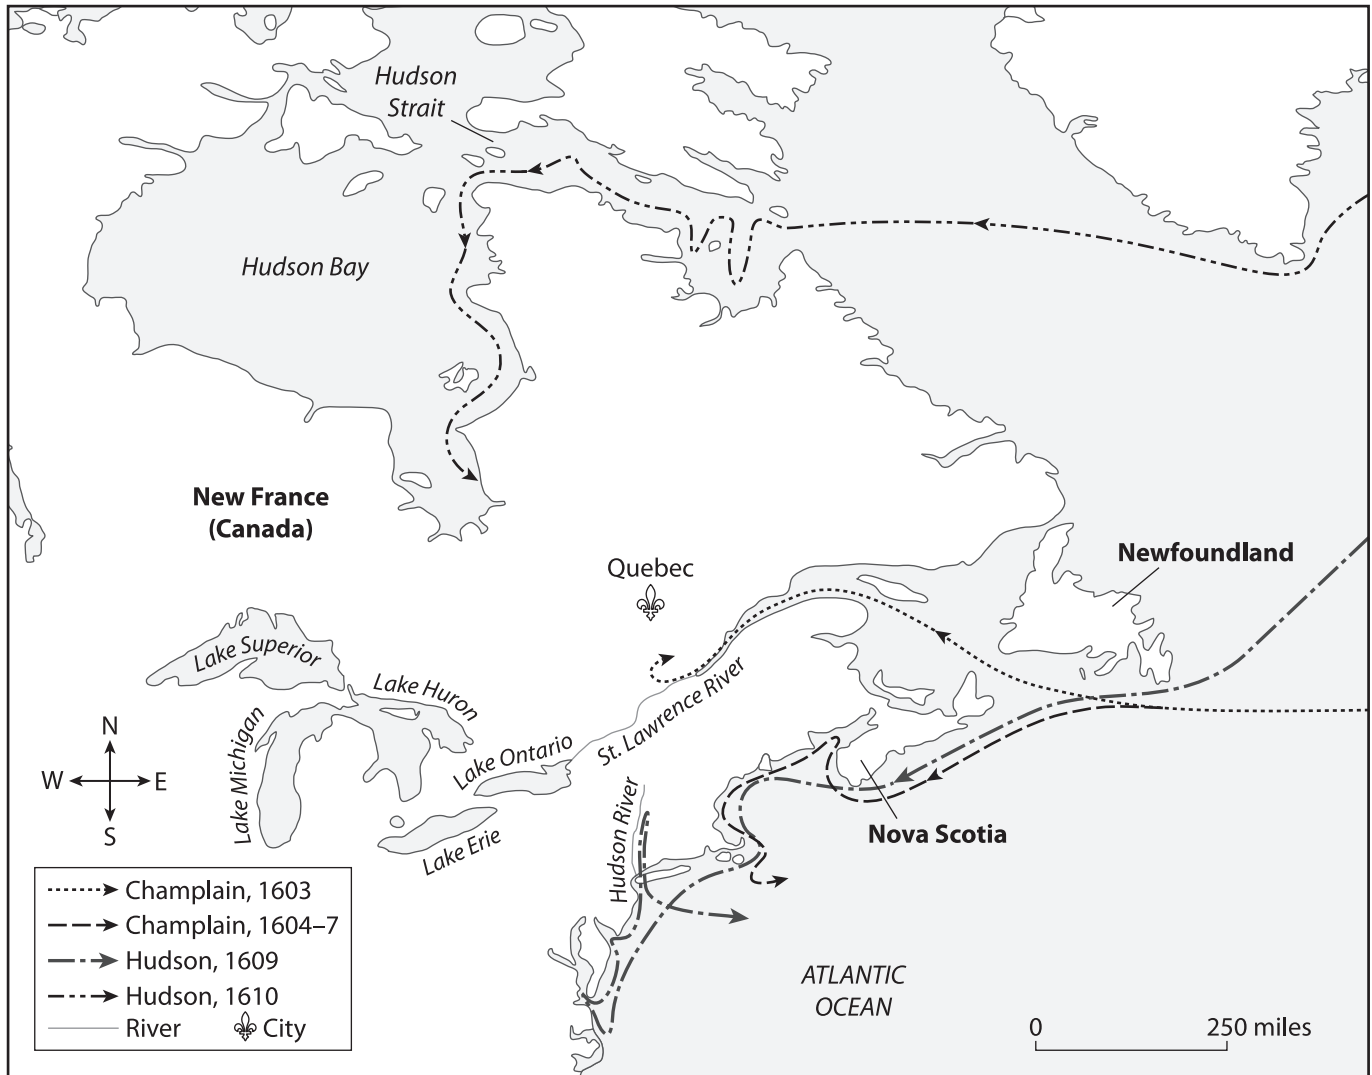 Hudson
Strait
Hudson Bay
New France
(Canada)
Newfoundland
Quebec
Lake Superior
Lake Huron
Lake Michigan
Lake Ontario
St. Lawrence River
Lake Erie
Hudson River
Nova Scotia
N
W E
S
Champlain, 1603
Champlain, 1604–7
Hudson, 1609
Hudson, 1610
River City
ATLANTIC
OCEAN
0 250 miles